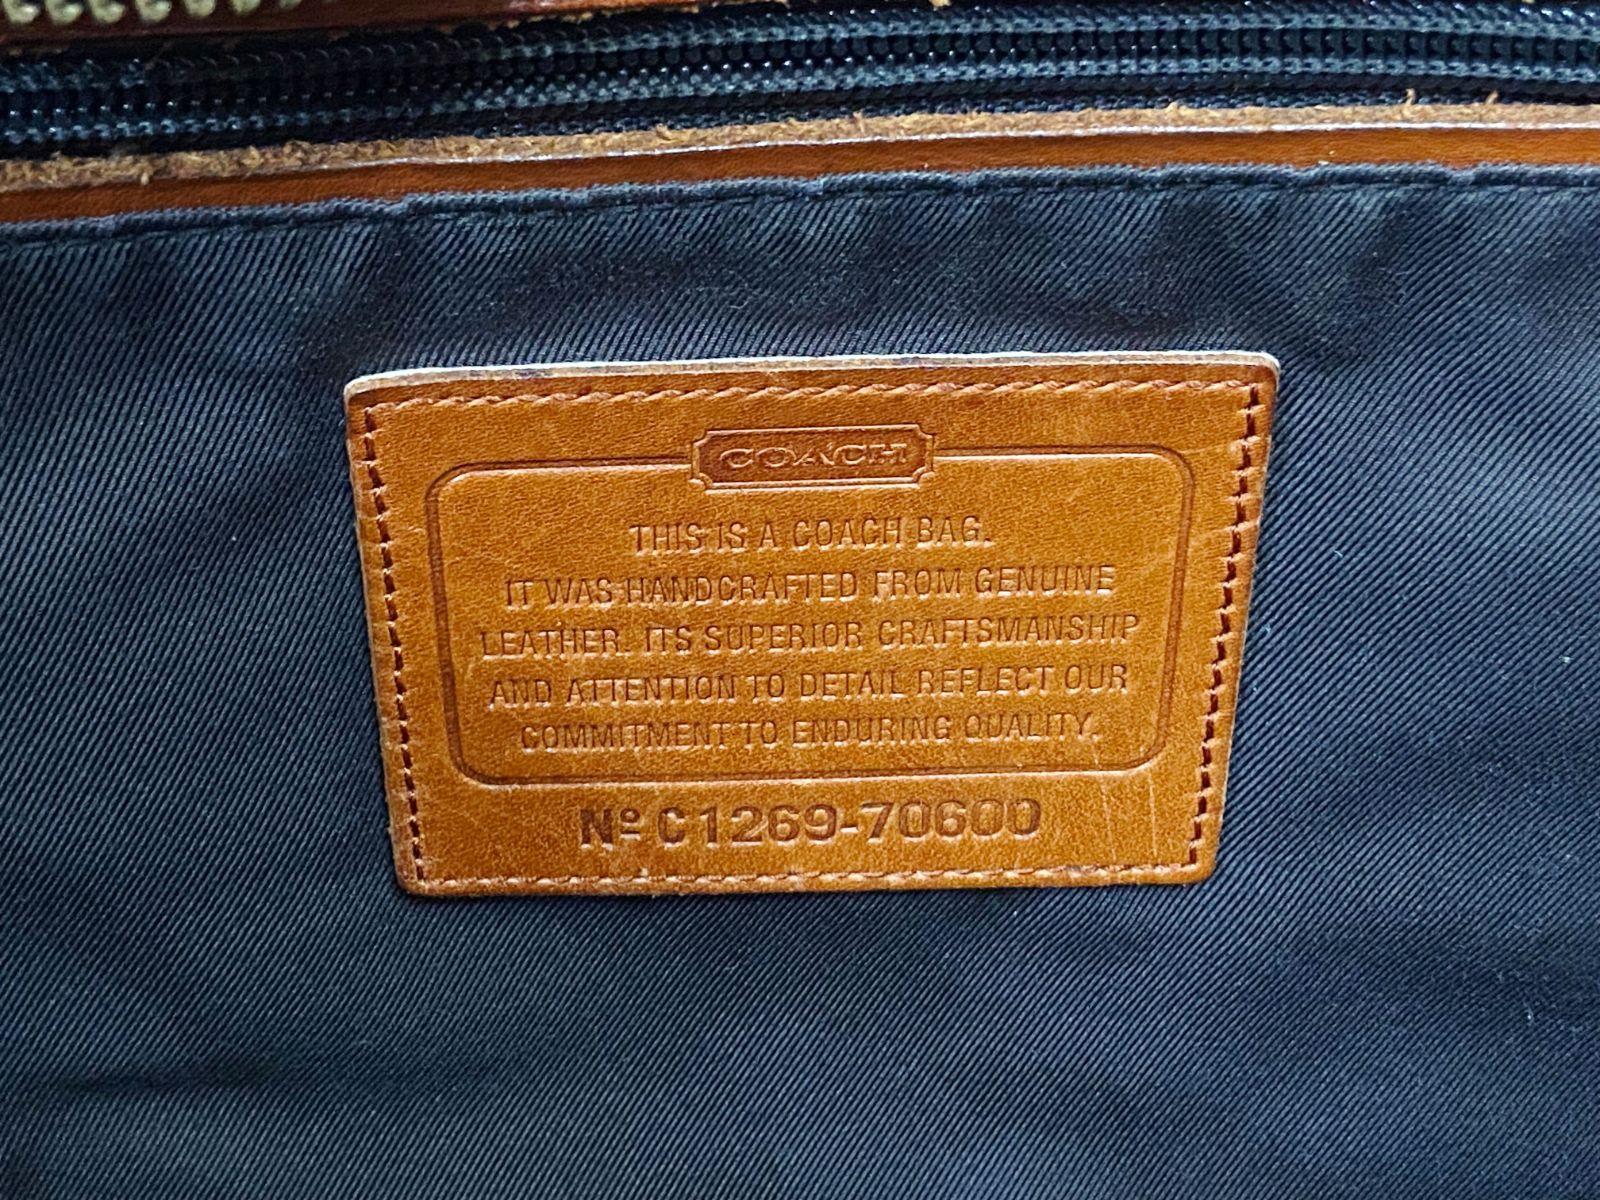 COACH
THIS IS A COACH BAG.
IT WAS HANDCRAFTED FROM GENUINE
LEATHER. ITS SUPERIOR CRAFTSMANSHIP
AND ATTENTION TO DETAIL REFLECT OUR
COMMITMENT TO ENDURING QUALITY.
Nº C1269-70600